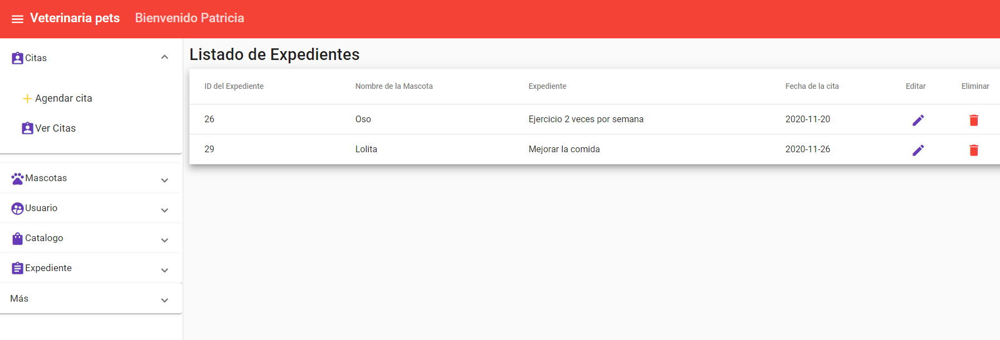 Veterinaria pets Bienvenido Patricia
Citas
Agendar cita
Ver Citas
Mascotas
Usuario
Catalogo
Expediente
Más
Listado de Expedientes
ID del Expediente Nombre de la Mascota Expediente Fecha de la cita Editar Eliminar
26 Oso Ejercicio 2 veces por semana 2020-11-20
29 Lolita Mejorar la comida 2020-11-26